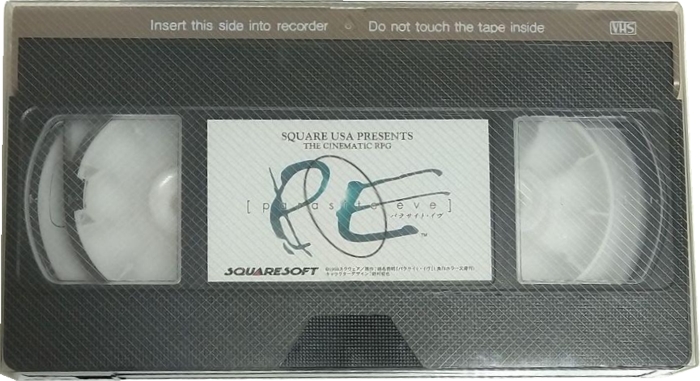 Insert this side into recorder Do not touch the tape inside VHS
SQUARE USA PRESENTS
THE CINEMATIC RPG
PE
[ parasite eve ]
パラサイト・イヴ
TM
SQUARESOFT